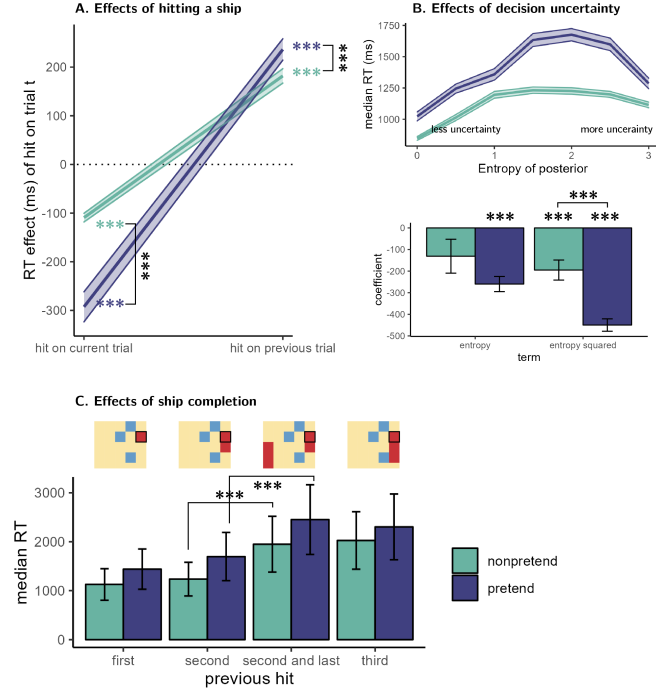 A. Effects of hitting a ship
RT effect (ms) of hit on trial t
200
100
0
-100
-200
-300
***
***
***
***
***
***
hit on current trial
hit on previous trial
B. Effects of decision uncertainty
median RT (ms)
1750
1500
1250
1000
less uncertainty
more uncerainty
0
1
2
3
Entropy of posterior
***
***
***
***
coefficient
0
-100
-200
-300
-400
-500
entropy
entropy squared
term
C. Effects of ship completion
median RT
3000
2000
1000
0
***
***
first
second
second and last
third
previous hit
nonpretend
pretend